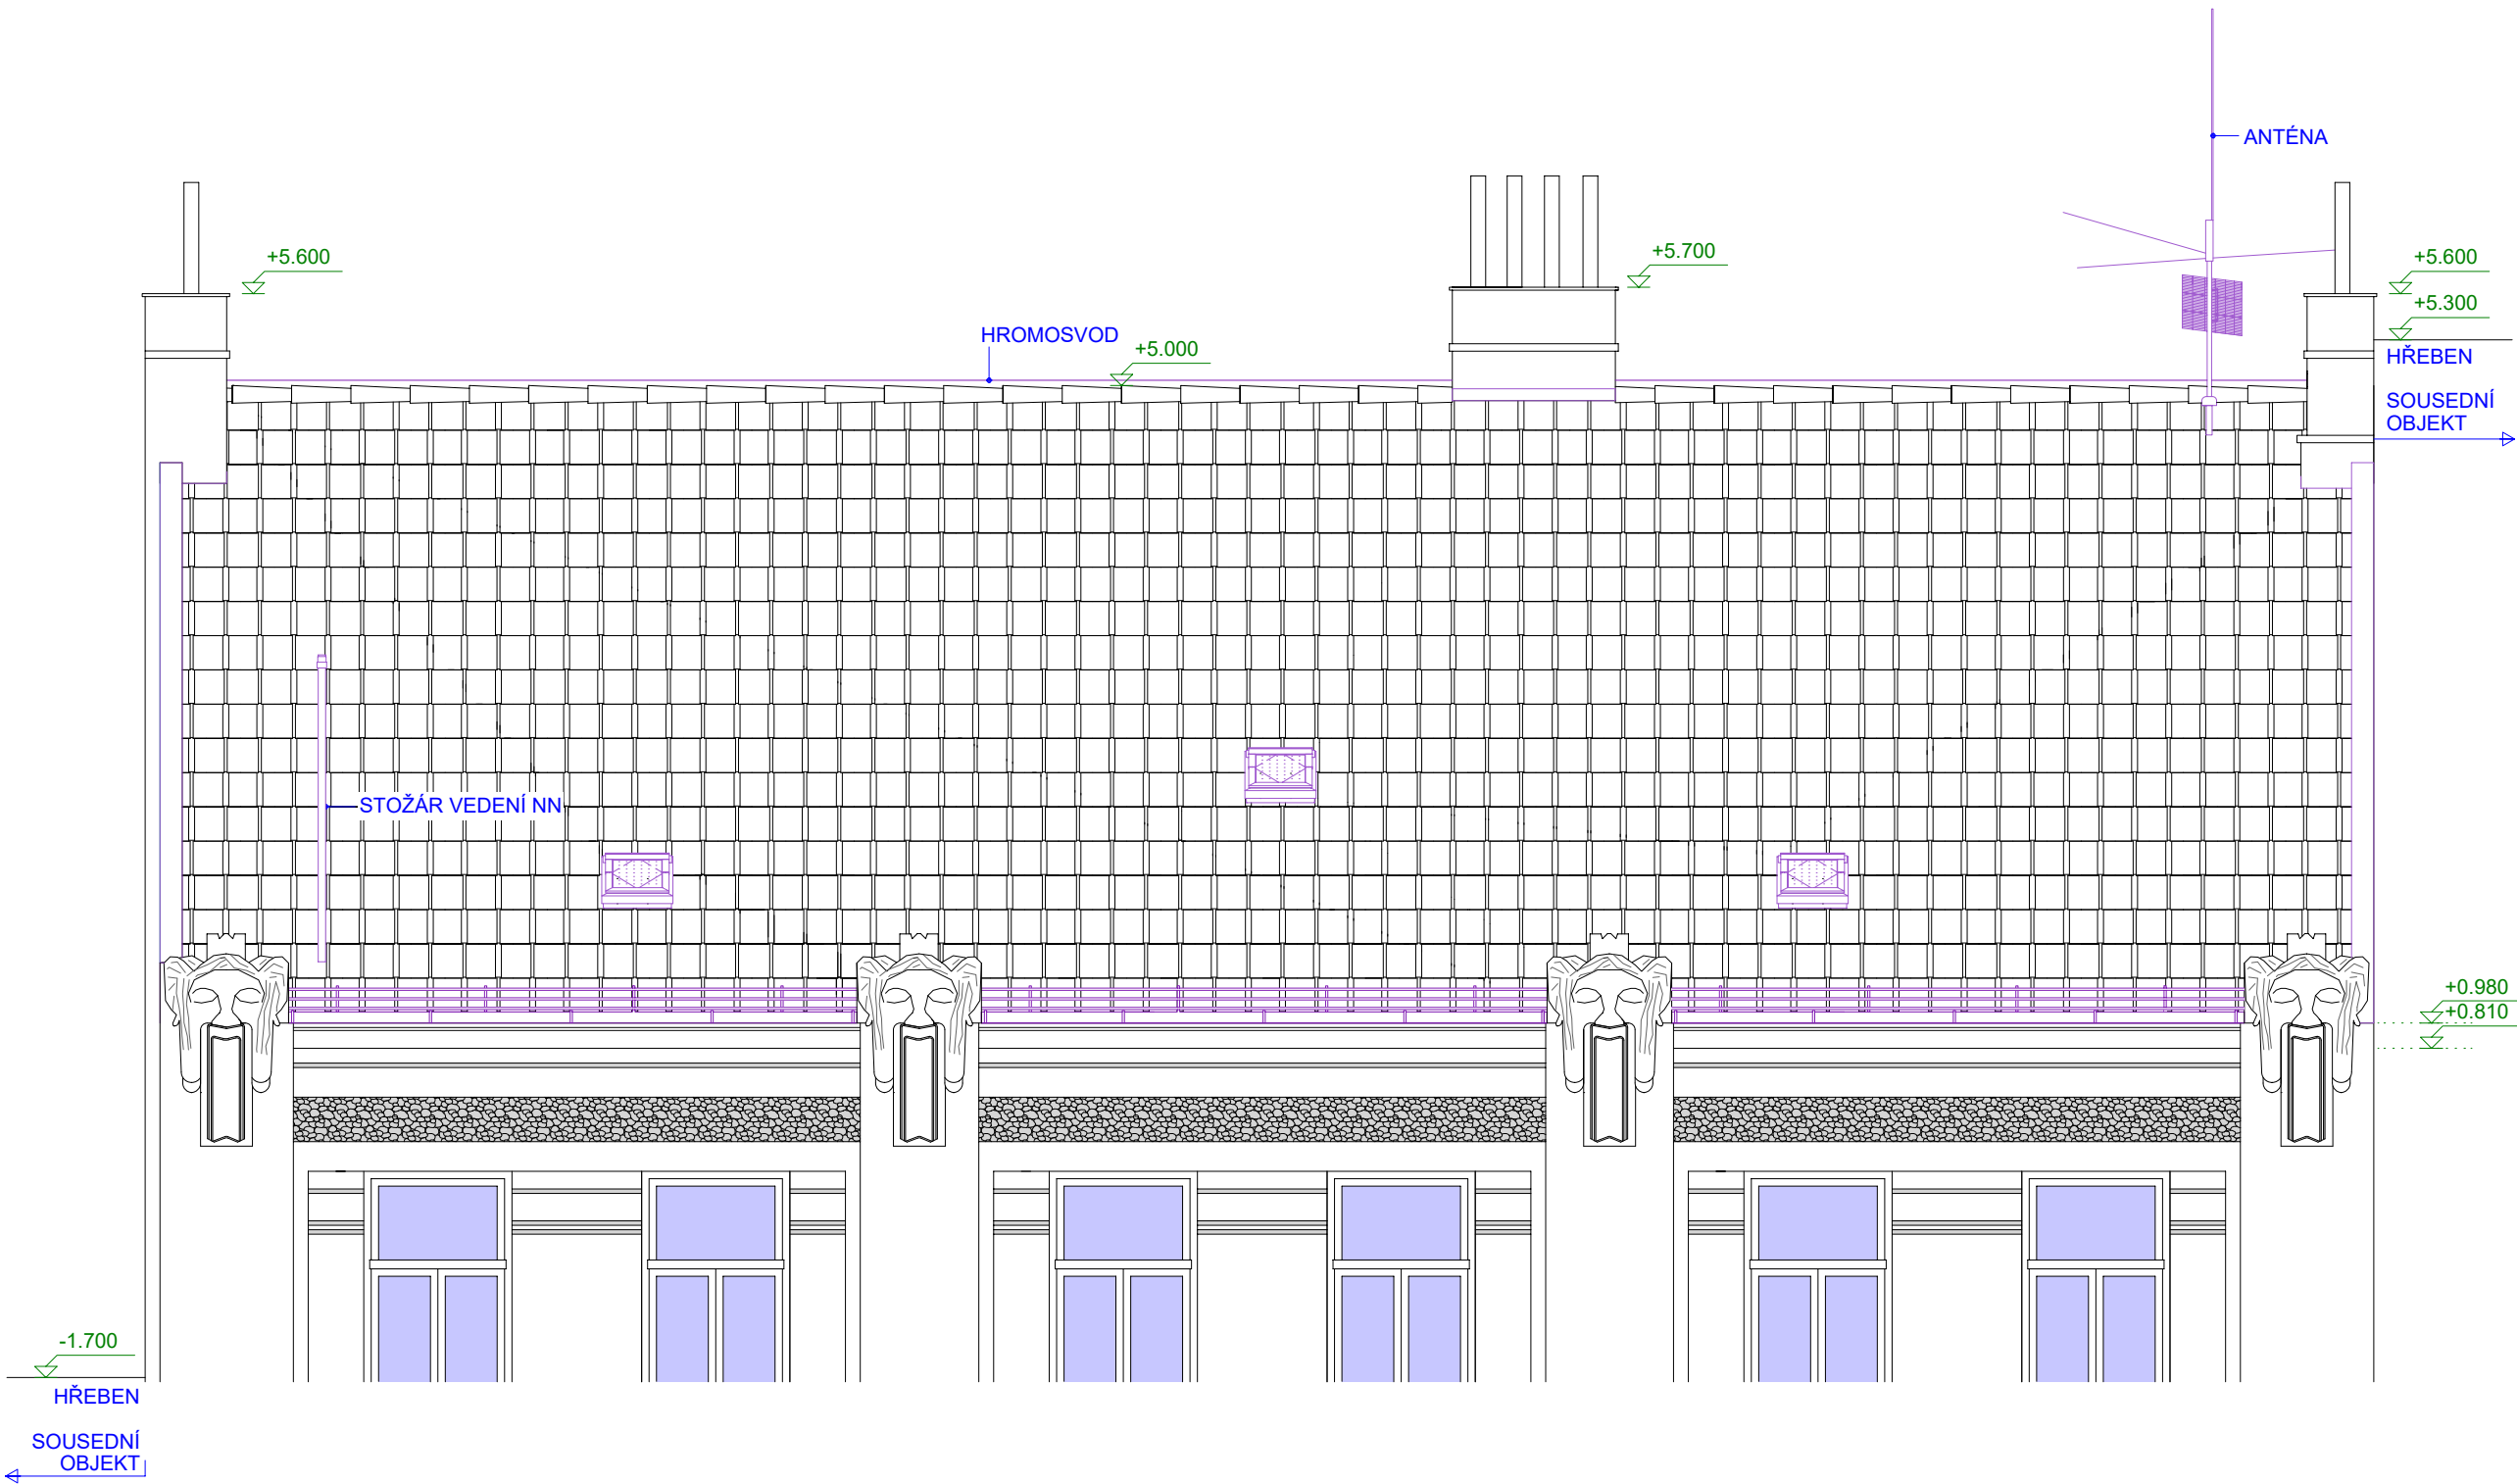 ANTÉNA
+5.600
+5.700
+5.600
+5.300
HROMOSVOD
+5.000
HŘEBEN
SOUSEDNÍ
OBJEKT
STOŽÁR VEDENÍ NN
+0.980
+0.810
-1.700
HŘEBEN
SOUSEDNÍ
OBJEKT